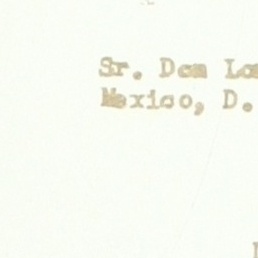 Sr. Don
Mexico, D.